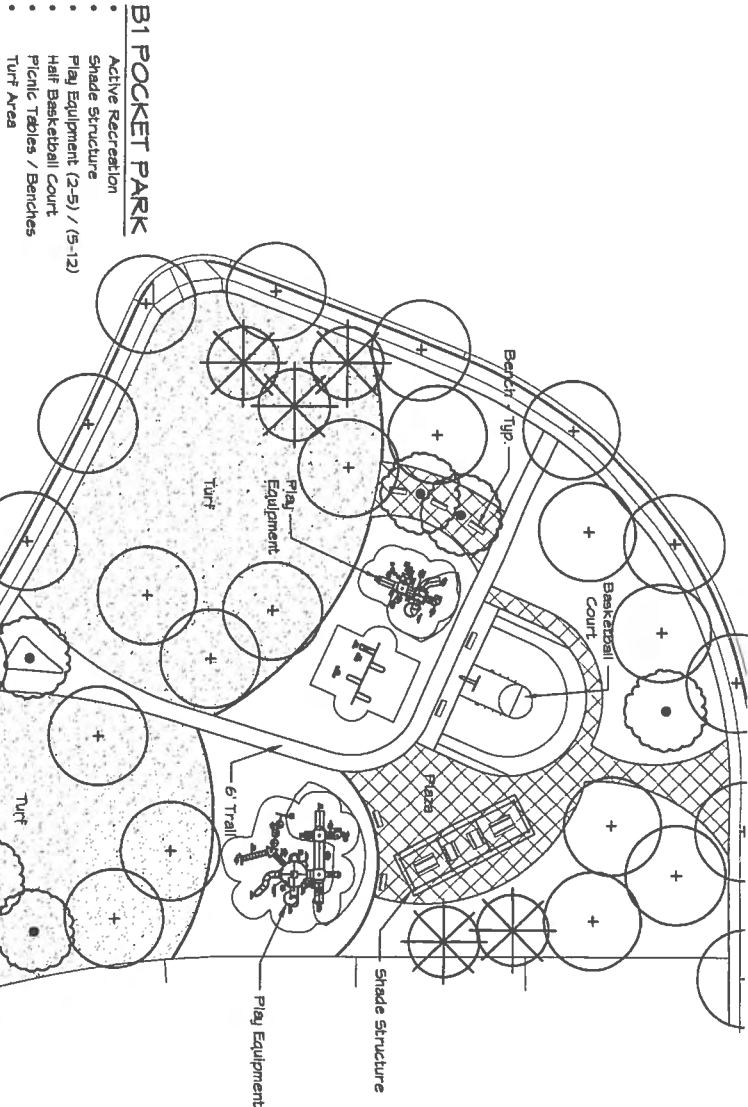 B1 POCKET PARK
• Active Recreation
• Shade Structure
• Play Equipment (2-5) / (5-12)
• Half Basketball Court
• Picnic Tables / Benches
• Turf Area
Bench - Typ.
Basketball
Court
Play
Equipment
Turf
Plaza
6' Trail
Turf
Shade Structure
Play Equipment